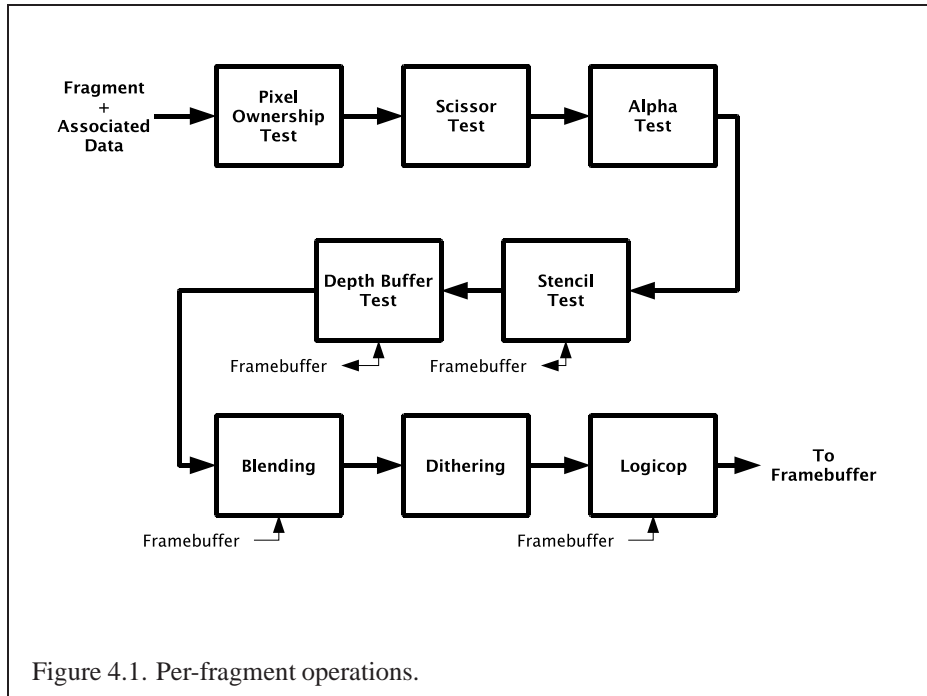 Fragment
+
Associated
Data
Pixel
Ownership
Test
Scissor
Test
Alpha
Test
Depth Buffer
Test
Stencil
Test
Framebuffer
Framebuffer
Blending
Dithering
Logicop
To
Framebuffer
Framebuffer
Framebuffer
Figure 4.1. Per-fragment operations.